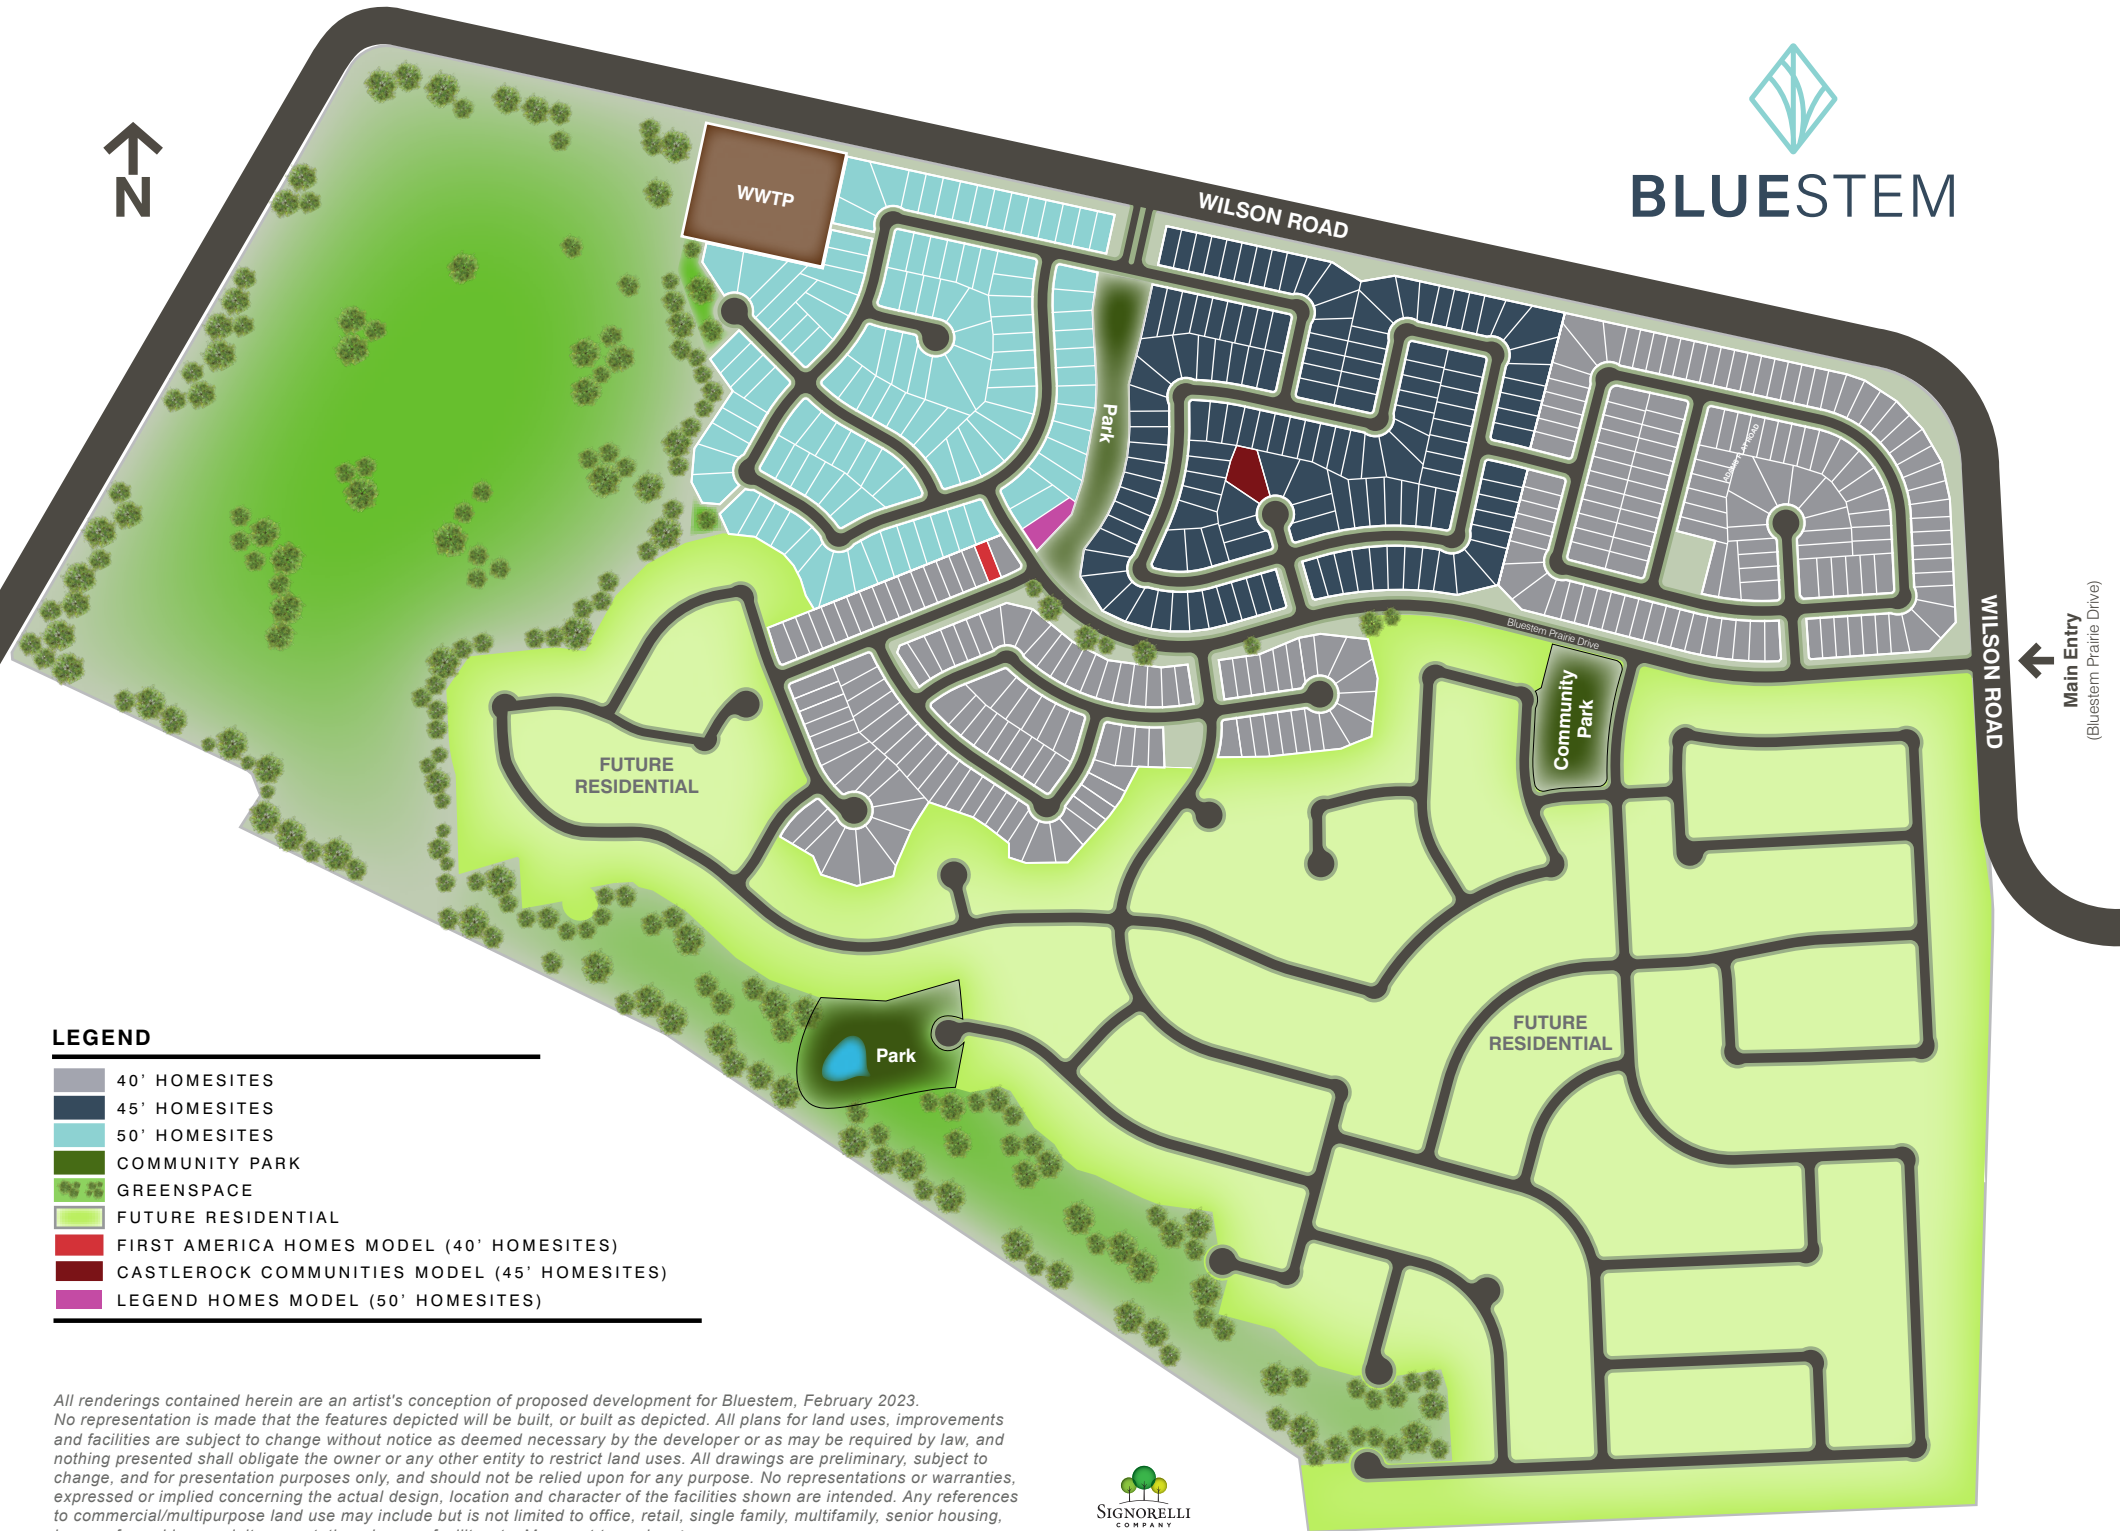 BLUESTEM
N
WWTP
WILSON ROAD
Park
Bluestem Prairie Drive
Community
Park
WILSON ROAD
Main Entry
(Bluestem Prairie Drive)
FUTURE
RESIDENTIAL
Park
FUTURE
RESIDENTIAL
LEGEND
40’ HOMESITES
45’ HOMESITES
50’ HOMESITES
COMMUNITY PARK
GREENSPACE
FUTURE RESIDENTIAL
FIRST AMERICA HOMES MODEL (40’ HOMESITES)
CASTLEROCK COMMUNITIES MODEL (45’ HOMESITES)
LEGEND HOMES MODEL (50’ HOMESITES)
All renderings contained herein are an artist's conception of proposed development for Bluestem, February 2023.
No representation is made that the features depicted will be built, or built as depicted. All plans for land uses, improvements
and facilities are subject to change without notice as deemed necessary by the developer or as may be required by law, and
nothing presented shall obligate the owner or any other entity to restrict land uses. All drawings are preliminary, subject to
change, and for presentation purposes only, and should not be relied upon for any purpose. No representations or warranties,
expressed or implied concerning the actual design, location and character of the facilities shown are intended. Any references
to commercial/multipurpose land use may include but is not limited to office, retail, single family, multifamily, senior housing,
SIGNORELLI
COMPANY